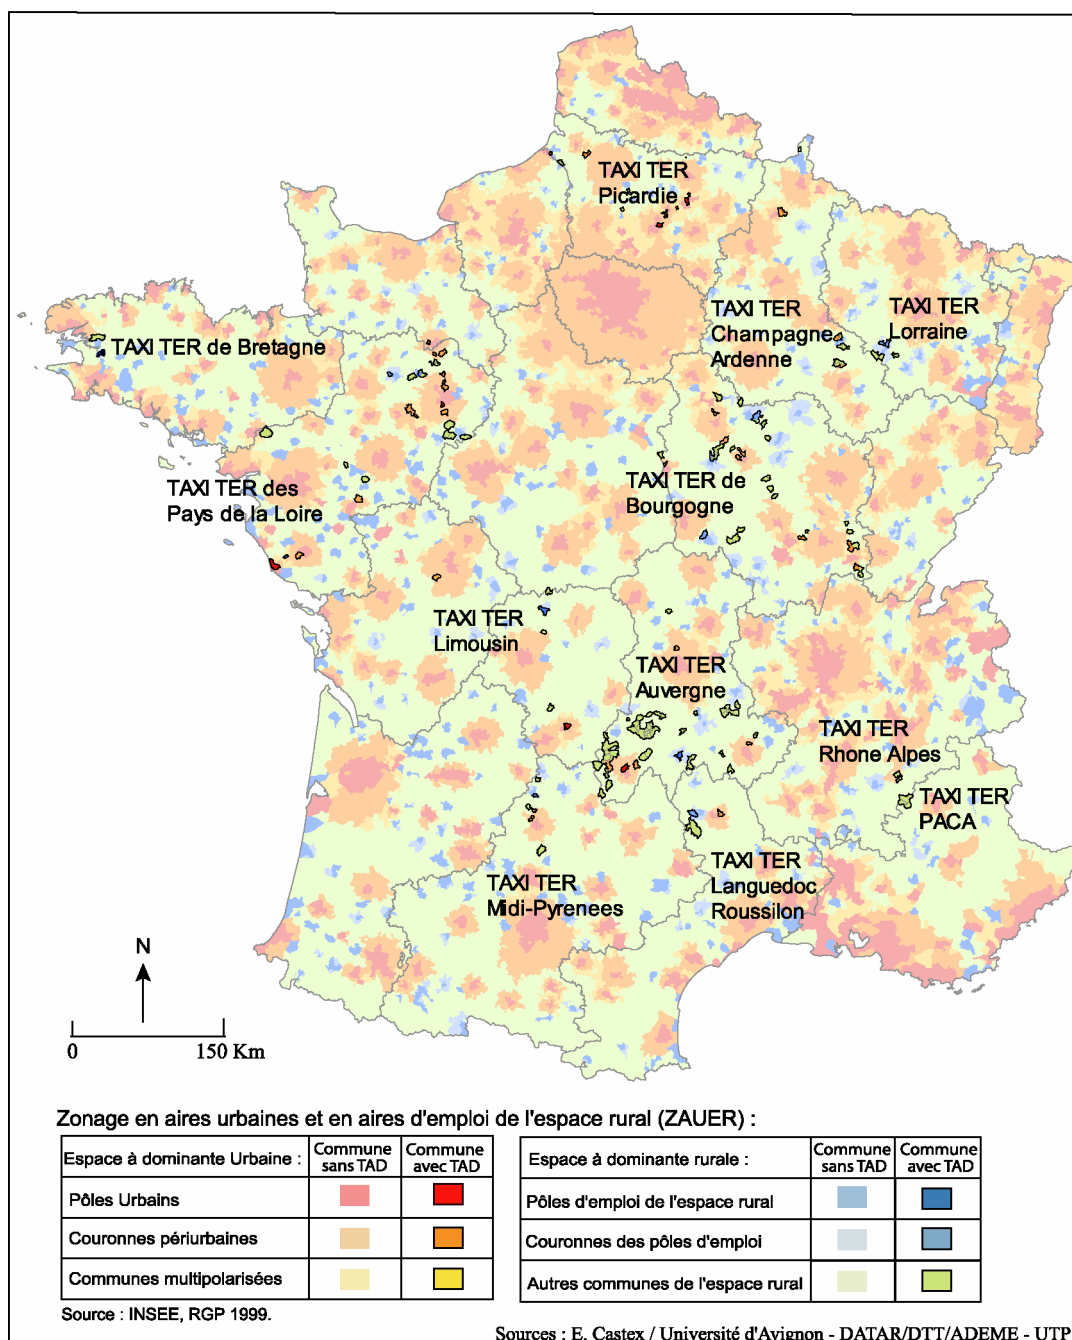 TAXI TER
Picardie
TAXI TER
Champagne
Ardenne
TAXI TER
Lorraine
TAXI TER de Bretagne
TAXI TER des
Pays de la Loire
TAXI TER de
Bourgogne
TAXI TER
Limousin
TAXI TER
Auvergne
TAXI TER
Rhone Alpes
TAXI TER
PACA
TAXI TER
Languedoc
Roussilon
TAXI TER
Midi-Pyrenees
N
0 150 Km
Zonage en aires urbaines et en aires d'emploi de l'espace rural (ZAUER) :
Espace à dominante Urbaine : Commune sans TAD Commune avec TAD
Pôles Urbains
Couronnes périurbaines
Communes multipolarisées
Espace à dominante rurale : Commune sans TAD Commune avec TAD
Pôles d'emploi de l'espace rural
Couronnes des pôles d'emploi
Autres communes de l'espace rural
Source : INSEE, RGP 1999.
Sources : E. Castex / Université d'Avignon - DATAR/DTT/ADEME - UTP